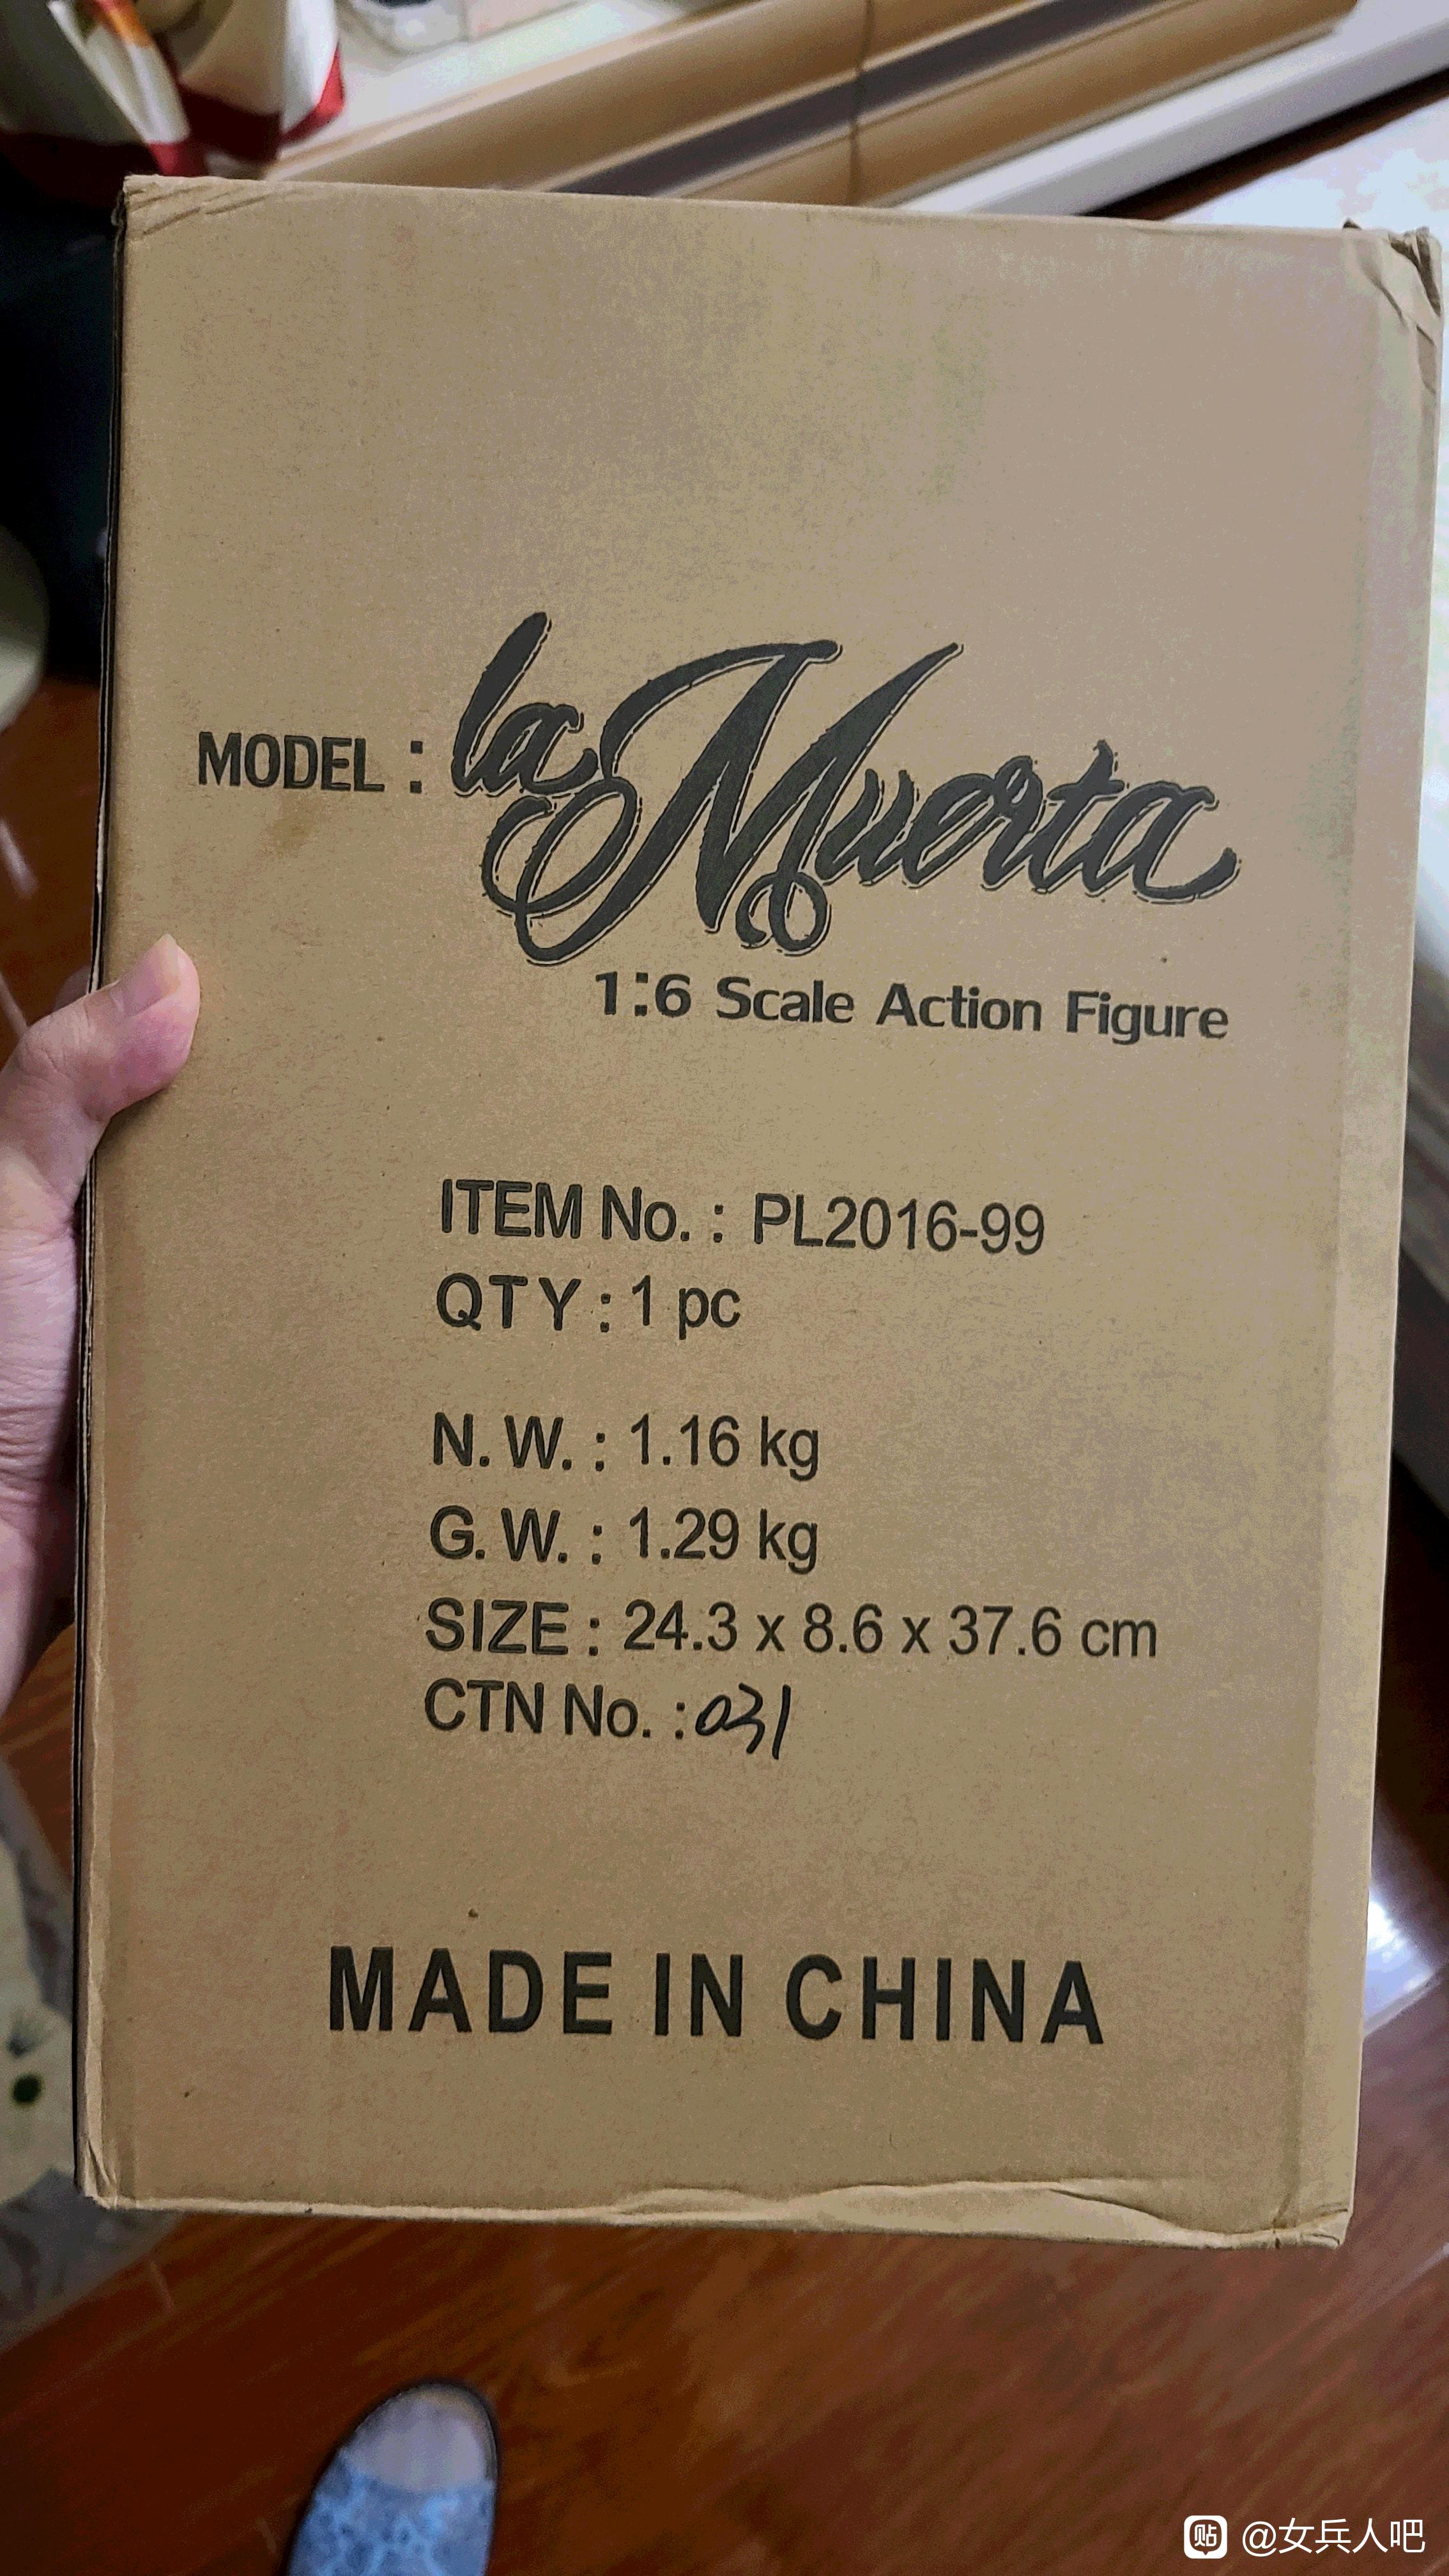 MODEL : la Muerta
1:6 Scale Action Figure
ITEM No. : PL2016-99
QTY : 1 pc
N. W. : 1.16 kg
G. W. : 1.29 kg
SIZE : 24.3 x 8.6 x 37.6 cm
CTN No. : 031
MADE IN CHINA
贴 @女兵人吧